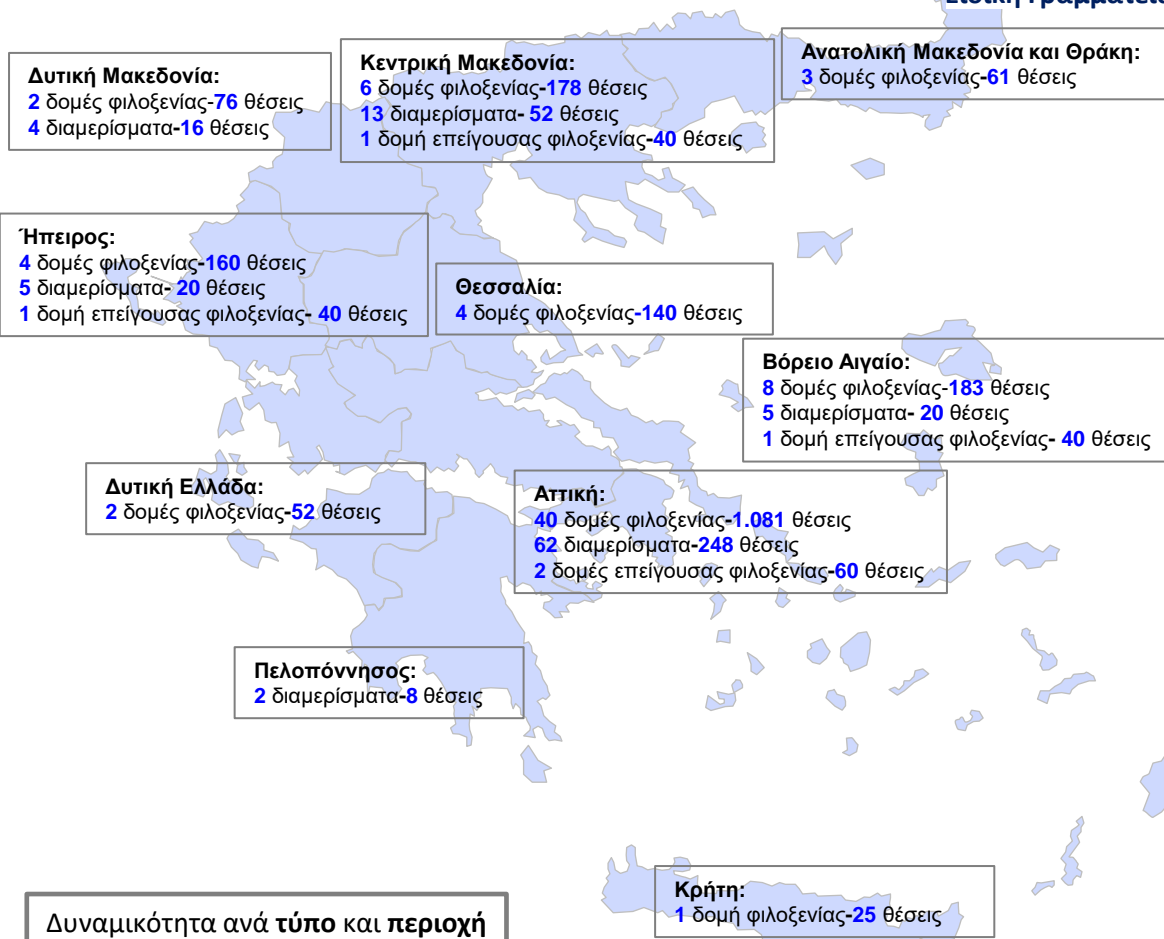 Δυτική Μακεδονία:
2 δομές φιλοξενίας-76 θέσεις
4 διαμερίσματα-16 θέσεις
Κεντρική Μακεδονία:
6 δομές φιλοξενίας-178 θέσεις
13 διαμερίσματα- 52 θέσεις
1 δομή επείγουσας φιλοξενίας-40 θέσεις
Ανατολική Μακεδονία και Θράκη:
3 δομές φιλοξενίας-61 θέσεις
Ήπειρος:
4 δομές φιλοξενίας-160 θέσεις
5 διαμερίσματα- 20 θέσεις
1 δομή επείγουσας φιλοξενίας- 40 θέσεις
Θεσσαλία:
4 δομές φιλοξενίας-140 θέσεις
Βόρειο Αιγαίο:
8 δομές φιλοξενίας-183 θέσεις
5 διαμερίσματα- 20 θέσεις
1 δομή επείγουσας φιλοξενίας- 40 θέσεις
Δυτική Ελλάδα:
2 δομές φιλοξενίας-52 θέσεις
Αττική:
40 δομές φιλοξενίας-1.081 θέσεις
62 διαμερίσματα-248 θέσεις
2 δομές επείγουσας φιλοξενίας-60 θέσεις
Πελοπόννησος:
2 διαμερίσματα-8 θέσεις
Κρήτη:
1 δομή φιλοξενίας-25 θέσεις
Δυναμικότητα ανά τύπο και περιοχή